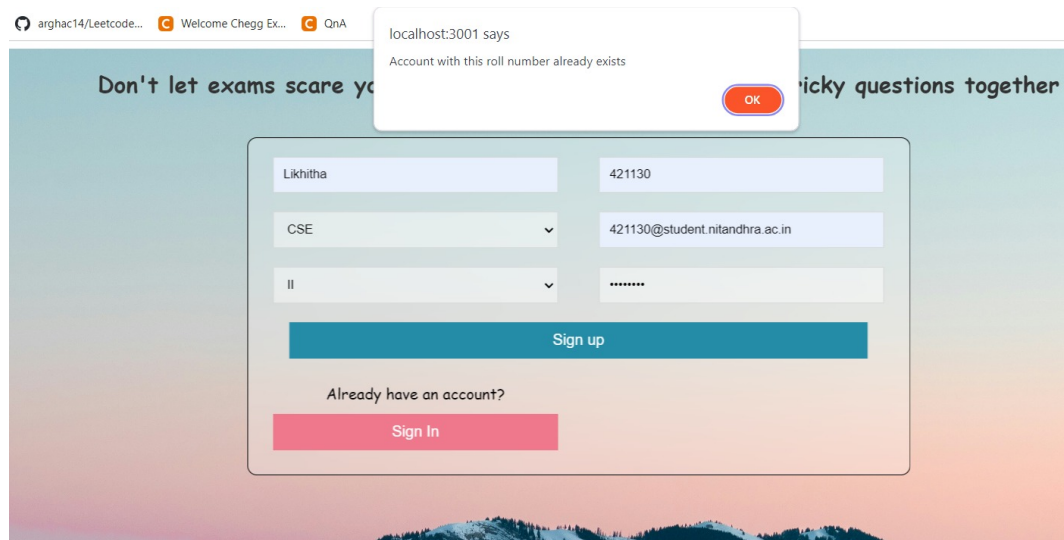 arghac14/Leetcode... Welcome Chegg Ex... QnA
localhost:3001 says
Account with this roll number already exists
OK
Don't let exams scare questions together
Likhitha 421130
CSE 421130@student.nitandhra.ac.in
II ••••••••
Sign up
Already have an account?
Sign In